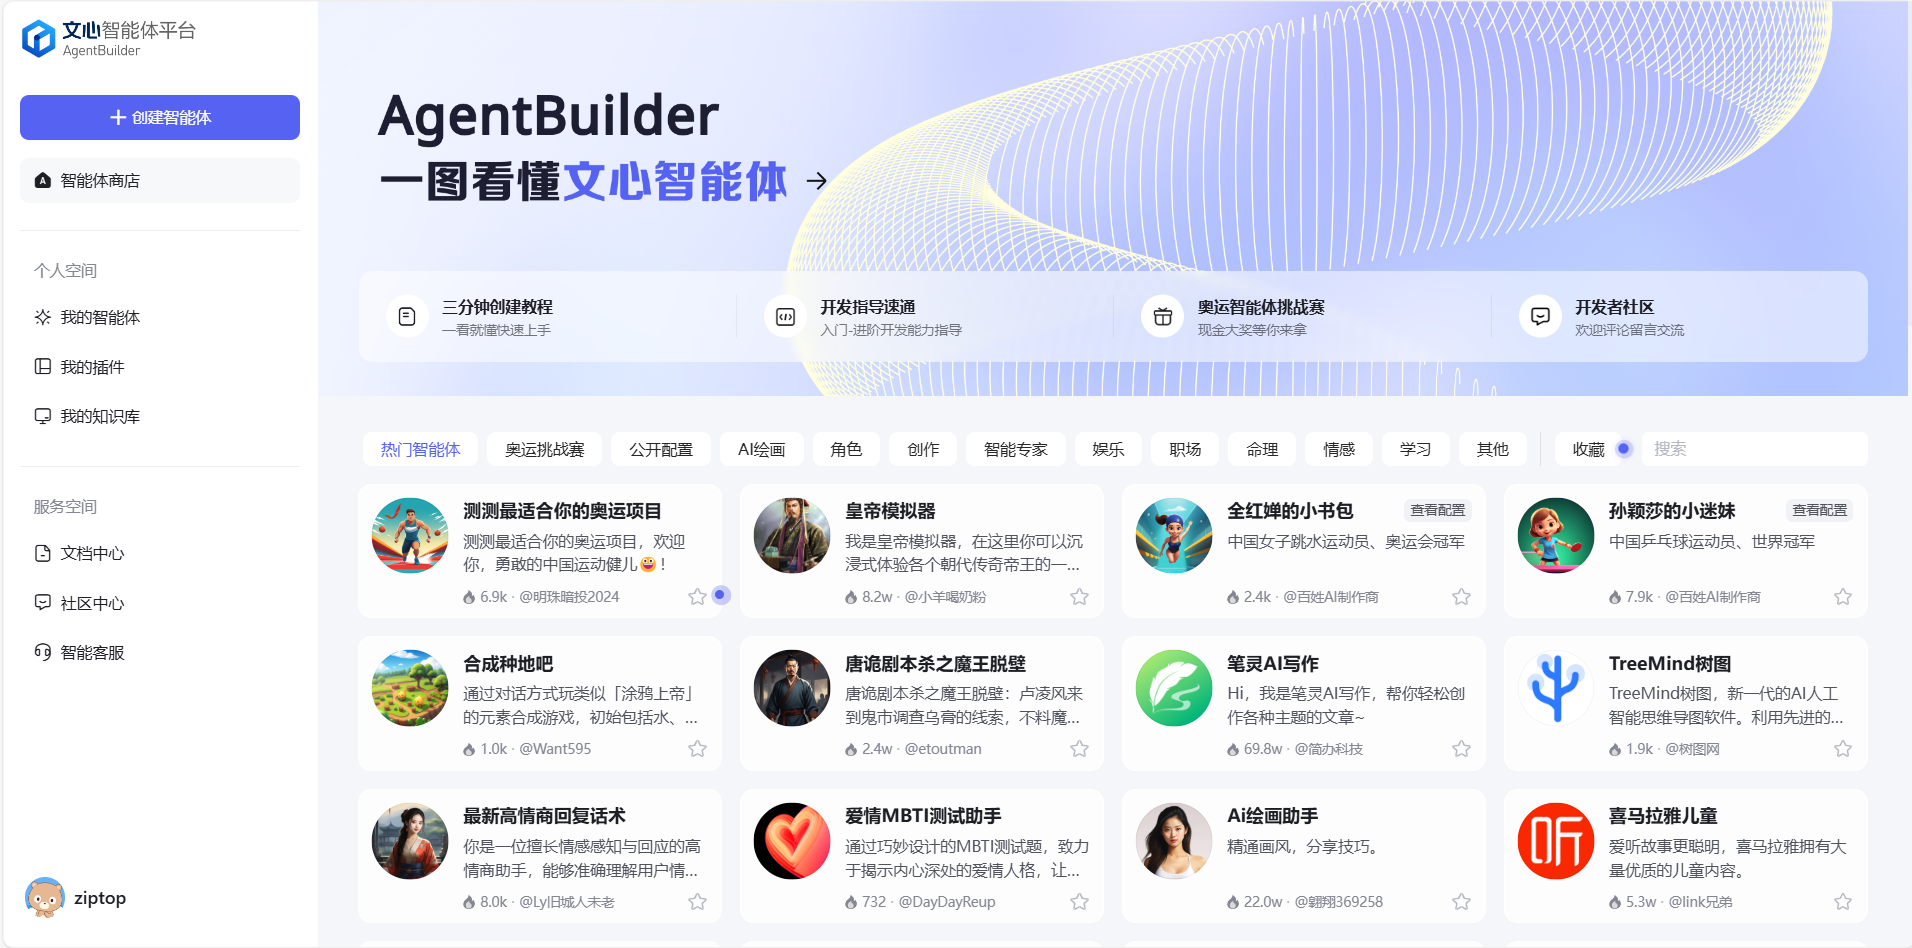 文心智能体平台
AgentBuilder
创建智能体
智能体商店
个人空间
我的智能体
我的插件
我的知识库
服务空间
文档中心
社区中心
智能客服
ziptop
AgentBuilder
一图看懂文心智能体
三分钟创建教程
一看就懂快速上手
开发指导速通
入门-进阶开发能力指导
奥运智能体挑战赛
现金大奖等你来拿
开发者社区
欢迎评论留言交流
热门智能体 奥运挑战赛 公开配置 AI绘画 角色 创作 智能专家 娱乐 职场 命理 情感 学习 其他 收藏 搜索
测测最适合你的奥运项目
测测最适合你的奥运项目，欢迎
你，勇敢的中国运动健儿😀！
6.9k · @明珠暗投2024
皇帝模拟器
我是皇帝模拟器，在这里你可以沉
浸式体验各个朝代传奇帝王的一...
8.2w · @小羊喝奶粉
全红婵的小书包
查看配置
中国女子跳水运动员、奥运会冠军
2.4k · @百姓AI制作商
孙颖莎的小迷妹
查看配置
中国乒乓球运动员、世界冠军
7.9k · @百姓AI制作商
合成种地吧
通过对话方式玩类似「涂鸦上帝」
的元素合成游戏，初始包括水、...
1.0k · @Want595
唐诡剧本杀之魔王脱壁
唐诡剧本杀之魔王脱壁：卢凌风来
到鬼市调查乌膏的线索，不料魔...
2.4w · @etoutman
笔灵AI写作
Hi，我是笔灵AI写作，帮你轻松创
作各种主题的文章~
69.8w · @简办科技
TreeMind树图
TreeMind树图，新一代的AI人工
智能思维导图软件。利用先进的...
1.9k · @树图网
最新高情商回复话术
你是一位擅长情感感知与回应的高
情商助手，能够准确理解用户情...
8.0k · @Ly旧城人未老
爱情MBTI测试助手
通过巧妙设计的MBTI测试题，致力
于揭示内心深处的爱情人格，让...
732 · @DayDayReup
Ai绘画助手
精通画风，分享技巧。
22.0w · @翱翔369258
听
喜马拉雅儿童
爱听故事更聪明，喜马拉雅拥有大
量优质的儿童内容。
5.3w · @link兄弟